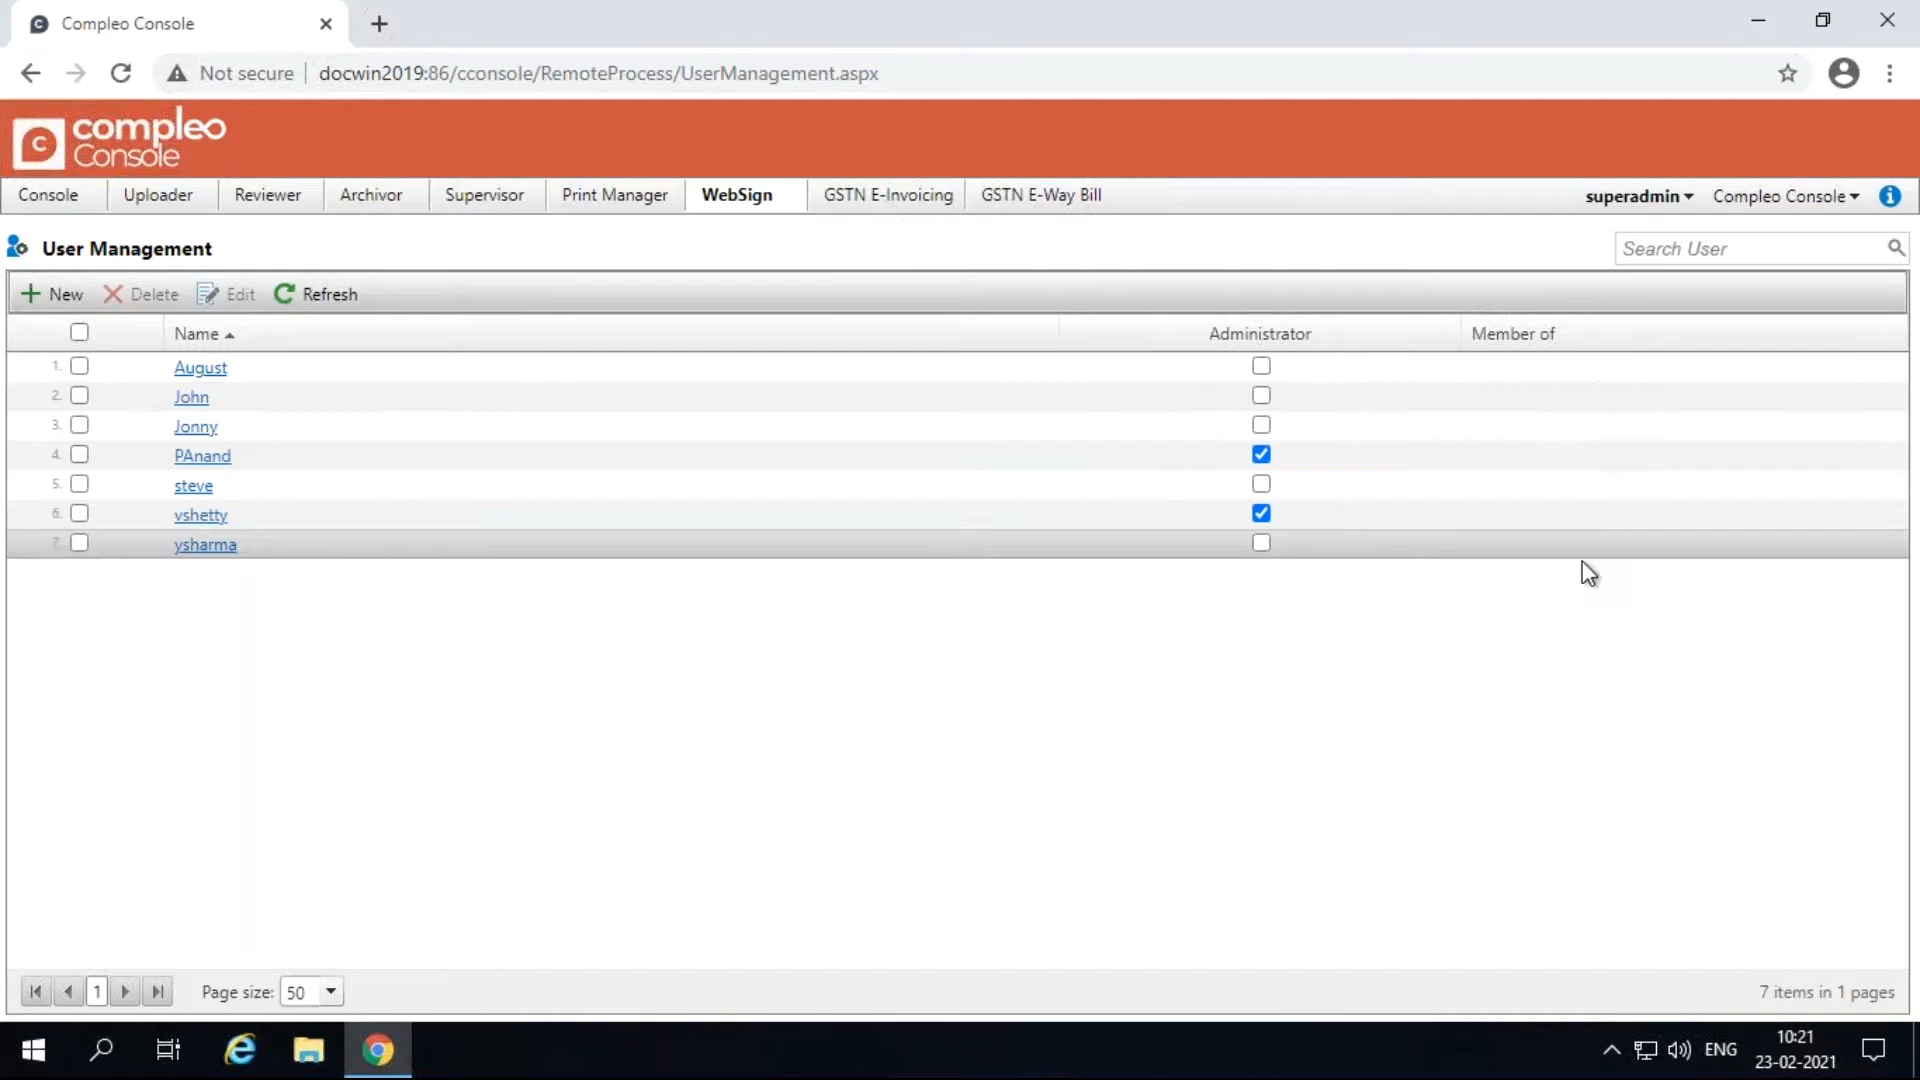 Compleo Console
Not secure | docwin2019:86/cconsole/RemoteProcess/UserManagement.aspx
compleo
Console
Console Uploader Reviewer Archivor Supervisor Print Manager WebSign GSTN E-Invoicing GSTN E-Way Bill superadmin Compleo Console
User Management Search User
New Delete Edit Refresh
Name Administrator Member of
1. August
2. John
3. Jonny
4. PAnand
5. steve
6. vshetty
7. ysharma
1 Page size: 50 7 items in 1 pages
ENG 10:21
23-02-2021